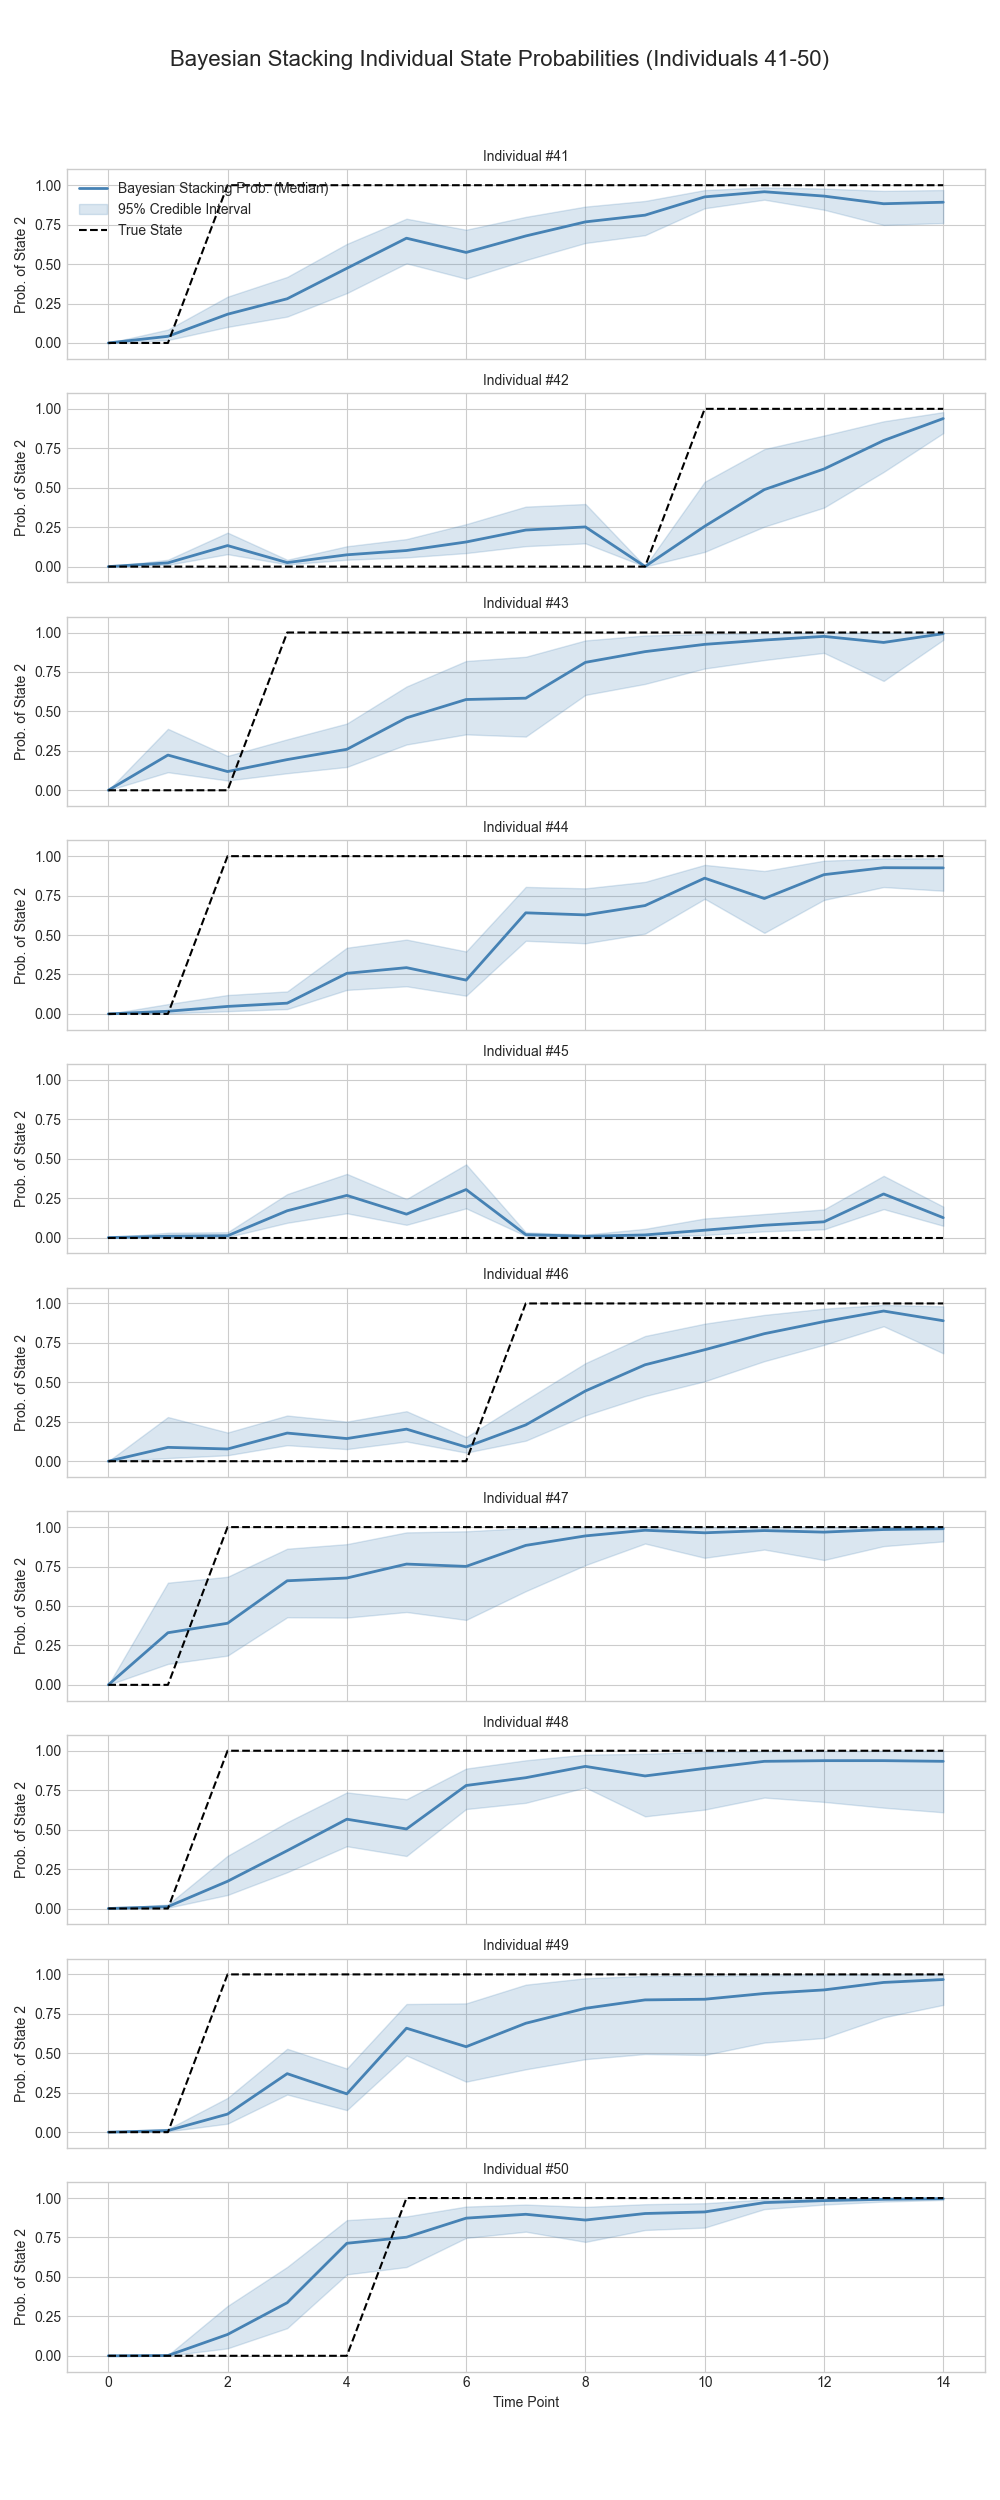 Bayesian Stacking Individual State Probabilities (Individuals 41-50)
Individual #41
Bayesian Stacking Prob. (Median)
95% Credible Interval
True State
Prob. of State 2
1.00
0.75
0.50
0.25
0.00
Individual #42
Prob. of State 2
1.00
0.75
0.50
0.25
0.00
Individual #43
Prob. of State 2
1.00
0.75
0.50
0.25
0.00
Individual #44
Prob. of State 2
1.00
0.75
0.50
0.25
0.00
Individual #45
Prob. of State 2
1.00
0.75
0.50
0.25
0.00
Individual #46
Prob. of State 2
1.00
0.75
0.50
0.25
0.00
Individual #47
Prob. of State 2
1.00
0.75
0.50
0.25
0.00
Individual #48
Prob. of State 2
1.00
0.75
0.50
0.25
0.00
Individual #49
Prob. of State 2
1.00
0.75
0.50
0.25
0.00
Individual #50
Prob. of State 2
1.00
0.75
0.50
0.25
0.00
0 2 4 6 8 10 12 14
Time Point